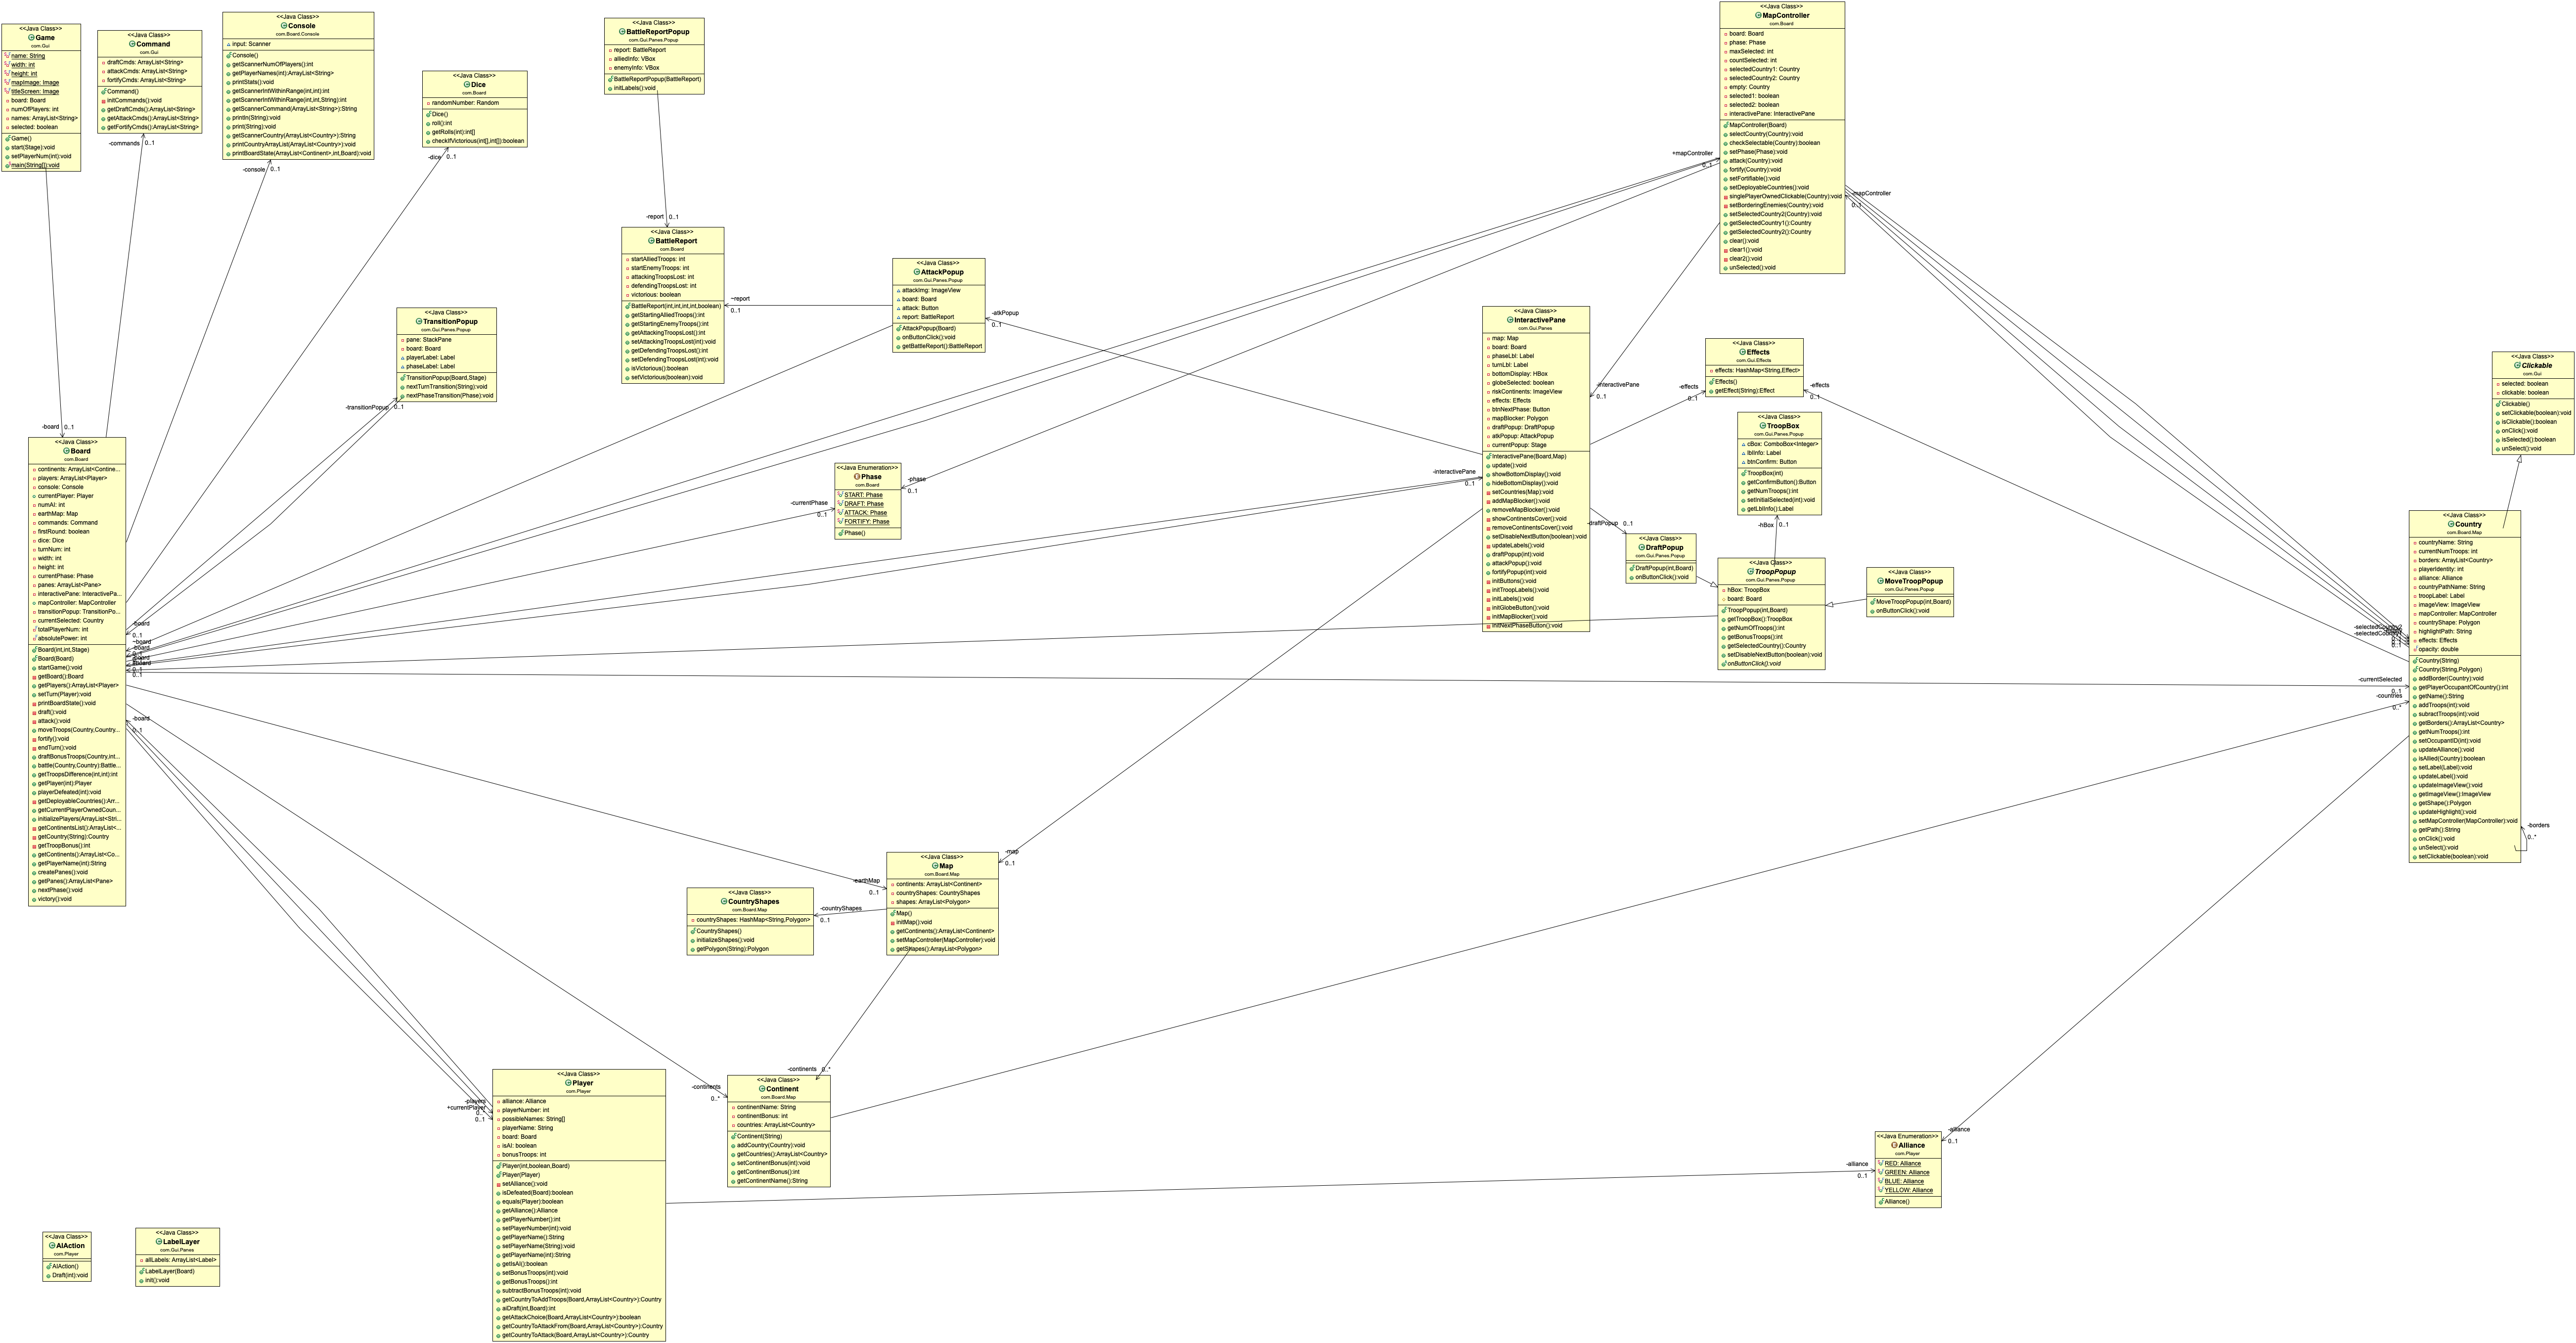 <<Java Class>>
Game
com.Gui
name: String
width: int
height: int
mapImage: Image
titleScreen: Image
board: Board
numOfPlayers: int
names: ArrayList<String>
selected: boolean
Game()
start(Stage):void
setPlayerNum(int):void
main(String[]):void
<<Java Class>>
Command
com.Gui
draftCmds: ArrayList<String>
attackCmds: ArrayList<String>
fortifyCmds: ArrayList<String>
Command()
initCommands():void
getDraftCmds():ArrayList<String>
getAttackCmds():ArrayList<String>
getFortifyCmds():ArrayList<String>
-commands
0..1
<<Java Class>>
Console
com.Board.Console
input: Scanner
Console()
getScannerNumOfPlayers():int
getPlayerNames(int):ArrayList<String>
printStats():void
getScannerIntWithinRange(int,int):int
getScannerIntWithinRange(int,int,String):int
getScannerCommand(ArrayList<String>):String
println(String):void
print(String):void
getScannerCountry(ArrayList<Country>):String
printCountryArray(ArrayList<Country>):void
printBoardState(ArrayList<Continent>,int,Board):void
-console
0..1
<<Java Class>>
Dice
com.Board
randomNumber: Random
Dice()
roll():int
getRolls(int):int[]
checkIfVictorious(int[],int[]):boolean
-dice
0..1
<<Java Class>>
BattleReportPopup
com.Gui.Panes.Popup
report: BattleReport
alliedInfo: VBox
enemyInfo: VBox
BattleReportPopup(BattleReport)
initLabels():void
-report
0..1
<<Java Class>>
BattleReport
com.Board
startAlliedTroops: int
startEnemyTroops: int
attackingTroopsLost: int
defendingTroopsLost: int
victorious: boolean
BattleReport(int,int,int,int,boolean)
getStartingAlliedTroops():int
getStartingEnemyTroops():int
getAttackingTroopsLost():int
setAttackingTroopsLost(int):void
getDefendingTroopsLost():int
setDefendingTroopsLost(int):void
isVictorious():boolean
setVictorious(boolean):void
~report
0..1
<<Java Class>>
AttackPopup
com.Gui.Panes.Popup
attackImg: ImageView
board: Board
attack: Button
report: BattleReport
AttackPopup(Board)
onButtonClick():void
getBattleReport():BattleReport
-atkPopup
0..1
<<Java Class>>
TransitionPopup
com.Gui.Panes.Popup
pane: StackPane
board: Board
playerLabel: Label
phaseLabel: Label
TransitionPopup(Board,Stage)
nextTurnTransition(String):void
nextPhaseTransition(Phase):void
-transitionPopup
0..1
<<Java Class>>
MapController
com.Board
board: Board
phase: Phase
maxSelected: int
countSelected: int
selectedCountry1: Country
selectedCountry2: Country
empty: Country
selected1: boolean
selected2: boolean
interactivePane: InteractivePane
MapController(Board)
selectCountry(Country):void
checkSelectable(Country):boolean
setPhase(Phase):void
attack(Country):void
fortify(Country):void
setFortifiable():void
setDeployableCountries():void
singlePlayerOwnedClickable(Country):void
setBorderingEnemies(Country):void
setSelectedCountry2(Country):void
getSelectedCountry1():Country
getSelectedCountry2():Country
clear():void
clear1():void
clear2():void
unSelected():void
+mapController
0..1
-mapController
0..1
<<Java Class>>
InteractivePane
com.Gui.Panes
map: Map
board: Board
phaseLbl: Label
turnLbl: Label
bottomDisplay: HBox
globeSelected: boolean
riskContinents: ImageView
effects: Effects
btnNextPhase: Button
mapBlocker: Polygon
draftPopup: DraftPopup
atkPopup: AttackPopup
currentPopup: Stage
InteractivePane(Board,Map)
update():void
showBottomDisplay():void
hideBottomDisplay():void
setCountries(Map):void
addMapBlocker():void
removeMapBlocker():void
showContinentsCover():void
removeContinentsCover():void
setDisableNextButton(boolean):void
updateLabels():void
draftPopup(int):void
attackPopup():void
fortifyPopup(int):void
initButtons():void
initTroopLabels():void
initLabels():void
initGlobeButton():void
initMapBlocker():void
initNextPhaseButton():void
-interactivePane
0..1
-interactivePane
0..1
<<Java Class>>
Effects
com.Gui.Effects
effects: HashMap<String,Effect>
Effects()
getEffect(String):Effect
-effects
0..1
-effects
0..1
<<Java Class>>
TroopBox
com.Gui.Panes.Popup
cBox: ComboBox<Integer>
lblInfo: Label
btnConfirm: Button
TroopBox(int)
getConfirmButton():Button
getNumTroops():int
setInitialSelected(int):void
getLblInfo():Label
-hBox
0..1
<<Java Class>>
DraftPopup
com.Gui.Panes.Popup
DraftPopup(int,Board)
onButtonClick():void
-draftPopup
0..1
<<Java Class>>
TroopPopup
com.Gui.Panes.Popup
hBox: TroopBox
board: Board
TroopPopup(int,Board)
getTroopBox():TroopBox
getNumOfTroops():int
getBonusTroops():int
getSelectedCountry():Country
setDisableNextButton(boolean):void
onButtonClick():void
<<Java Class>>
MoveTroopPopup
com.Gui.Panes.Popup
MoveTroopPopup(int,Board)
onButtonClick():void
<<Java Class>>
Clickable
com.Gui
selected: boolean
clickable: boolean
Clickable()
setClickable(boolean):void
isClickable():boolean
onClick():void
isSelected():boolean
unSelect():void
<<Java Class>>
Country
com.Board.Map
countryName: String
currentNumTroops: int
borders: ArrayList<Country>
playerIdentity: int
alliance: Alliance
countryPathName: String
troopLabel: Label
imageView: ImageView
mapController: MapController
countryShape: Polygon
highlightPath: String
effects: Effects
opacity: double
Country(String)
Country(String,Polygon)
addBorder(Country):void
getPlayerOccupantOfCountry():int
getName():String
addTroops(int):void
subtractTroops(int):void
getBorders():ArrayList<Country>
getNumTroops():int
setOccupantID(int):void
updateAlliance():void
isAllied(Country):boolean
setLabel(Label):void
updateLabel():void
updateImageView():void
getImageView():ImageView
getShape():Polygon
updateHighlight():void
setMapController(MapController):void
getPath():String
onClick():void
unSelect():void
setClickable(boolean):void
-selectedCountry2
-currentSelected
0..1
-countries
0..*
-borders
0..*
<<Java Enumeration>>
Phase
com.Board
START: Phase
DRAFT: Phase
ATTACK: Phase
FORTIFY: Phase
Phase()
-phase
0..1
-currentPhase
0..1
-board
0..1
<<Java Class>>
Board
com.Board
continents: ArrayList<Contine...
players: ArrayList<Player>
console: Console
currentPlayer: Player
numAI: int
earthMap: Map
commands: Command
firstRound: boolean
dice: Dice
turnNum: int
width: int
height: int
currentPhase: Phase
panes: ArrayList<Pane>
interactivePane: InteractivePa...
mapController: MapController
transitionPopup: TransitionPo...
currentSelected: Country
totalPlayerNum: int
absolutePower: int
Board(int,int,Stage)
Board(Board)
startGame():void
getBoard():Board
getPlayers():ArrayList<Player>
setTurn(Player):void
printBoardState():void
draft():void
attack():void
moveTroops(Country,Country...
fortify():void
endTurn():void
draftBonusTroops(Country,int...
battle(Country,Country):Battle...
getTroopsDifference(int,int):int
getPlayer(int):Player
playerDefeated(int):void
getDeployableCountries():Arr...
getCurrentPlayerOwnedCoun...
initializePlayers(ArrayList<Stri...
getContinentsList():ArrayList<...
getCountry(String):Country
getTroopBonus():int
getContinents():ArrayList<Co...
getPlayerName(int):String
createPanes():void
getPanes():ArrayList<Pane>
nextPhase():void
victory():void
-board
0..1
~board
-board
0..1
<<Java Class>>
CountryShapes
com.Board.Map
countryShapes: HashMap<String,Polygon>
CountryShapes()
initializeShapes():void
getPolygon(String):Polygon
-countryShapes
0..1
<<Java Class>>
Map
com.Board.Map
continents: ArrayList<Continent>
countryShapes: CountryShapes
shapes: ArrayList<Polygon>
Map()
initMap():void
getContinents():ArrayList<Continent>
setMapController(MapController):void
getShapes():ArrayList<Polygon>
-earthMap
0..1
-map
0..1
<<Java Class>>
Player
com.Player
alliance: Alliance
playerNumber: int
possibleNames: String[]
playerName: String
board: Board
isAI: boolean
bonusTroops: int
Player(int,boolean,Board)
Player(Player)
setAlliance():void
isDefeated(Board):boolean
equals(Player):boolean
getAlliance():Alliance
getPlayerNumber():int
setPlayerNumber(int):void
getPlayerName():String
setPlayerName(String):void
getPlayerName(int):String
getIsAI():boolean
setBonusTroops(int):void
getBonusTroops():int
subtractBonusTroops(int):void
getCountryToAddTroops(Board,ArrayList<Country>):Country
aiDraft(int,Board):int
getAttackChoice(Board,ArrayList<Country>):boolean
getCountryToAttackFrom(Board,ArrayList<Country>):Country
getCountryToAttack(Board,ArrayList<Country>):Country
-players
+currentPlayer
0..1
<<Java Class>>
Continent
com.Board.Map
continentName: String
continentBonus: int
countries: ArrayList<Country>
Continent(String)
addCountry(Country):void
getCountries():ArrayList<Country>
setContinentBonus(int):void
getContinentBonus():int
getContinentName():String
-continents
0..*
-continents
0..*
<<Java Enumeration>>
Alliance
com.Player
RED: Alliance
GREEN: Alliance
BLUE: Alliance
YELLOW: Alliance
Alliance()
-alliance
0..1
-alliance
0..1
<<Java Class>>
AIAction
com.Player
AIAction()
Draft(int):void
<<Java Class>>
LabelLayer
com.Gui.Panes
allLabels: ArrayList<Label>
LabelLayer(Board)
init():void